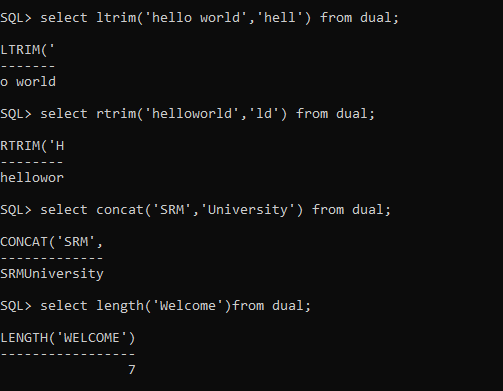 SQL> select ltrim('hello world','hell') from dual;
LTRIM('
-------
o world
SQL> select rtrim('helloworld','ld') from dual;
RTRIM('H
--------
hellowor
SQL> select concat('SRM','University') from dual;
CONCAT('SRM',
-------------
SRMUniversity
SQL> select length('Welcome')from dual;
LENGTH('WELCOME')
-----------------
7